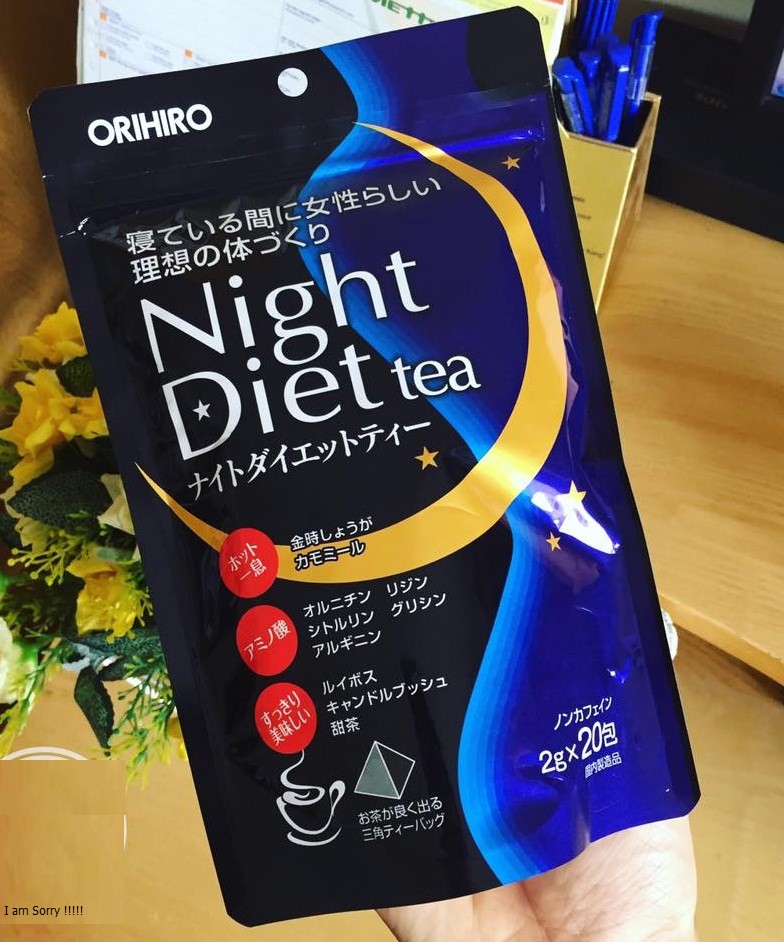 ORIHIRO
寝ている間に女性らしい
理想の体づくり
Night
Diet tea
ナイトダイエットティー
ホット
一息
金時しょうが
カモミール
アミノ酸
オルニチン リジン
シトルリン グリシン
アルギニン
すっきり
美味しい
ルイボス
キャンドルブッシュ
甜茶
お茶が良く出る
三角ティーバッグ
ノンカフェイン
2g×20包
国内製造品
I am Sorry !!!!!